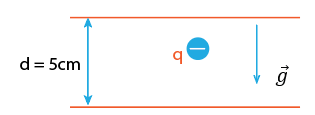 q
d = 5cm
g⃗